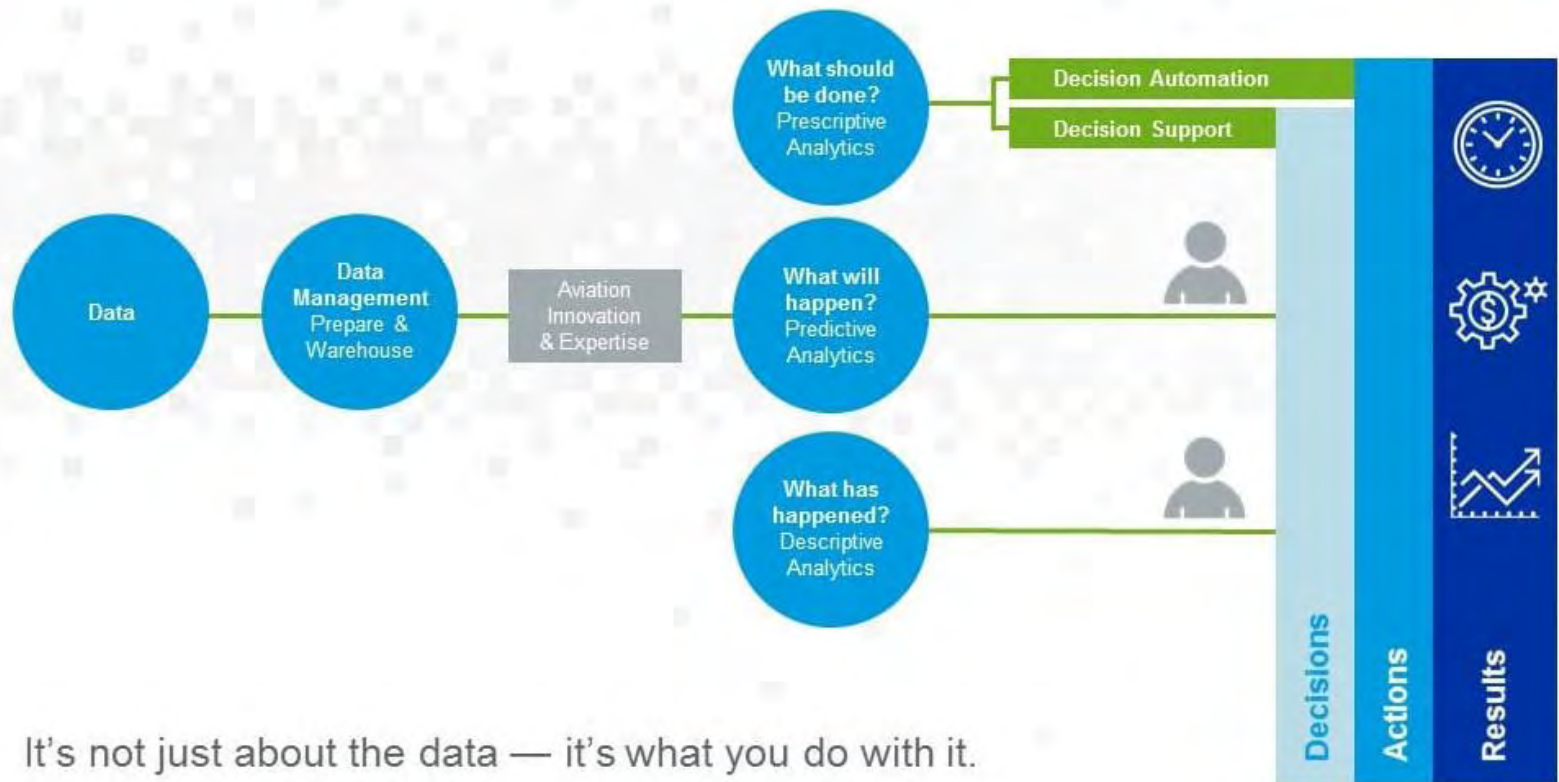 What should
be done?
Prescriptive
Analytics
Decision Automation
Decision Support
Data
Data
Management
Prepare &
Warehouse
Aviation
Innovation
& Expertise
What will
happen?
Predictive
Analytics
$
What has
happened?
Descriptive
Analytics
Decisions
Actions
Results
It's not just about the data — it's what you do with it.